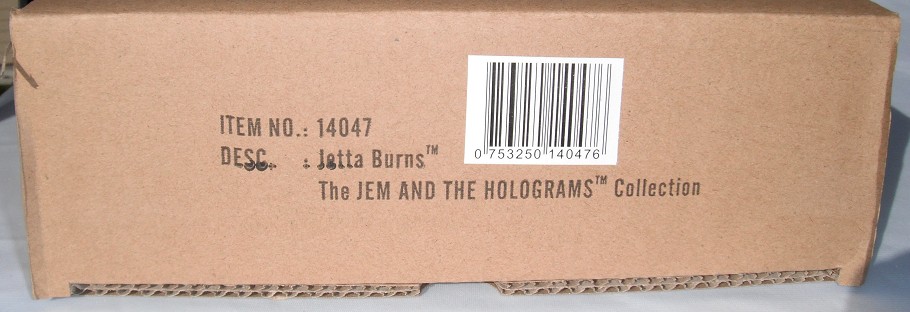 ITEM NO.: 14047
DESC. : Jetta Burns™
The JEM AND THE HOLOGRAMS™ Collection
0 753250 140476